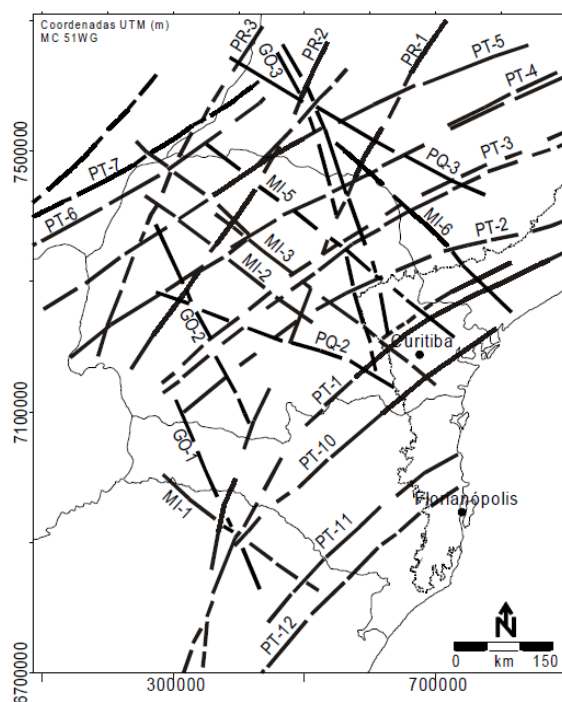 Coordenadas UTM (m)
MC 51WG
PR-3
GO-3
PR-2
PR-1
PT-5
PT-4
7500000
PT-7
PT-3
PQ-3
MI-5
PT-6
MI-6
PT-2
MI-3
MI-2
GO-2
PQ-2
Curitiba
PT-1
7100000
GO-1
PT-10
MI-1
Florianópolis
PT-11
PT-12
N
0 km 150
6700000
300000 700000